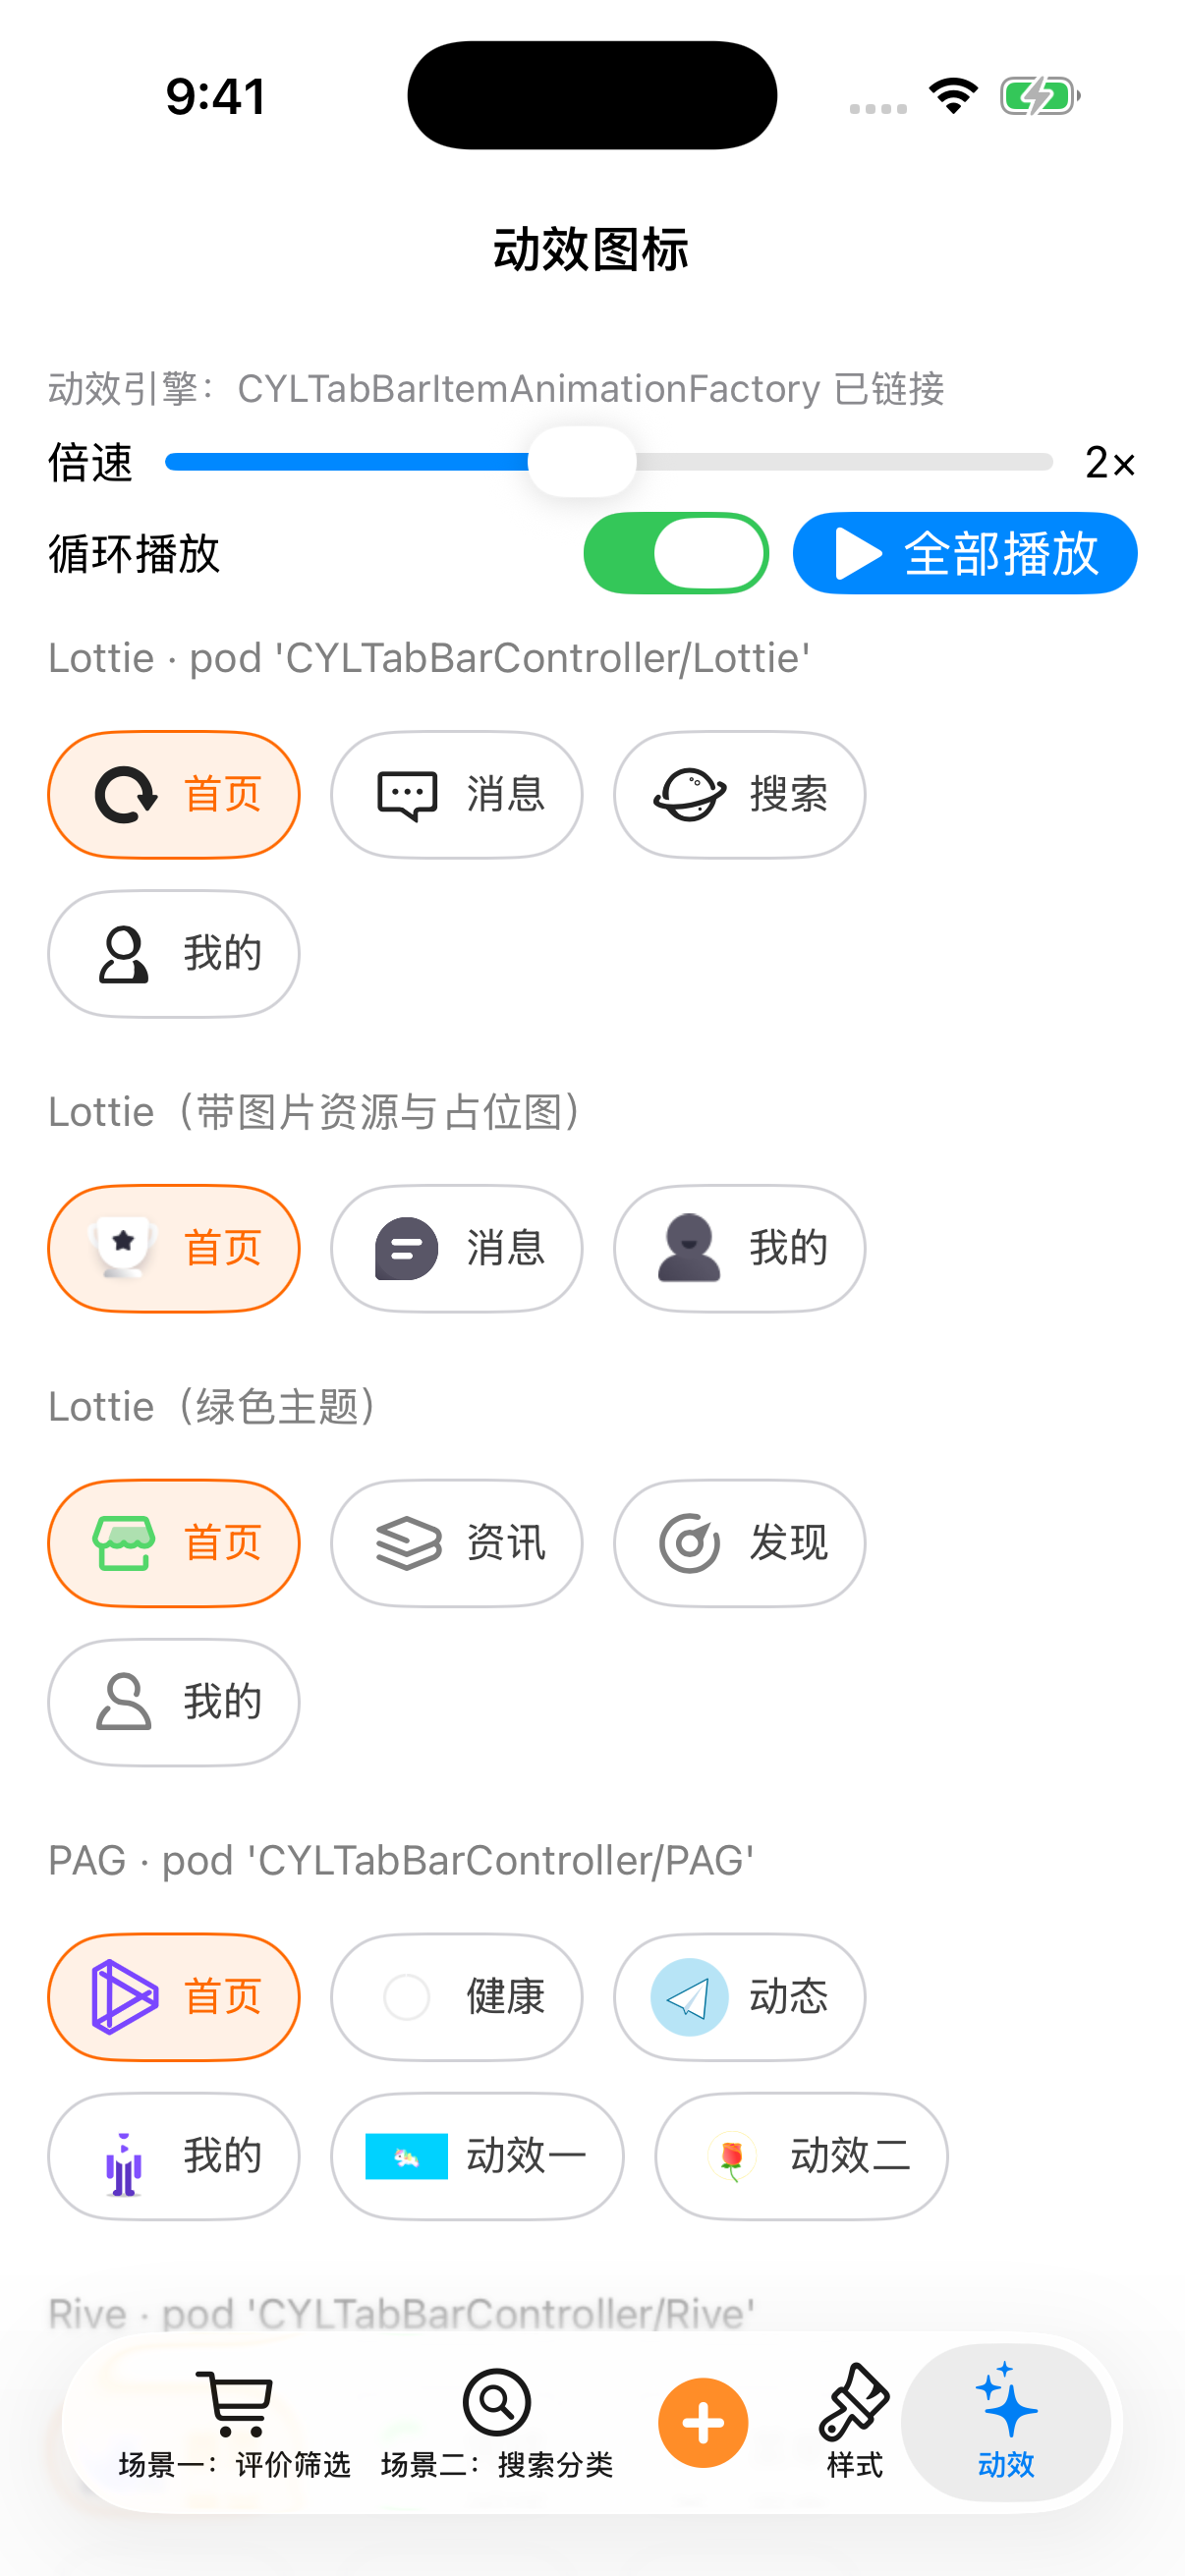 9:41
动效图标
动效引擎：CYLTabBarItemAnimationFactory 已链接
倍速 2×
循环播放 全部播放
Lottie · pod 'CYLTabBarController/Lottie'
首页 消息 搜索
我的
Lottie（带图片资源与占位图）
首页 消息 我的
Lottie（绿色主题）
首页 资讯 发现
我的
PAG · pod 'CYLTabBarController/PAG'
首页 健康 动态
我的 动效一 动效二
Rive · pod 'CYLTabBarController/Rive'
场景一：评价筛选 场景二：搜索分类 样式 动效